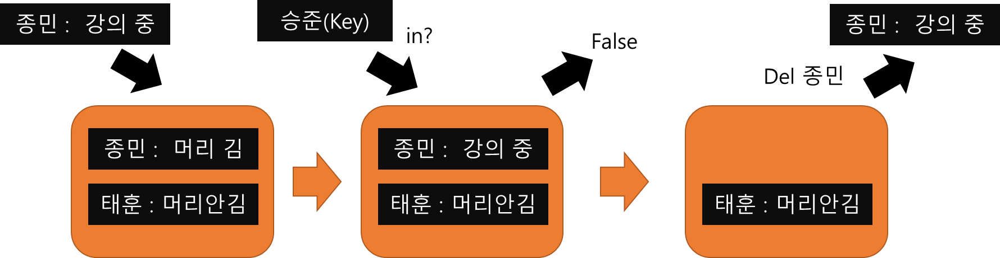 종민 : 강의 중
승준(Key)
in?
False
종민 : 강의 중
Del 종민
종민 : 머리 김
태훈 : 머리안김
종민 : 강의 중
태훈 : 머리안김
태훈 : 머리안김